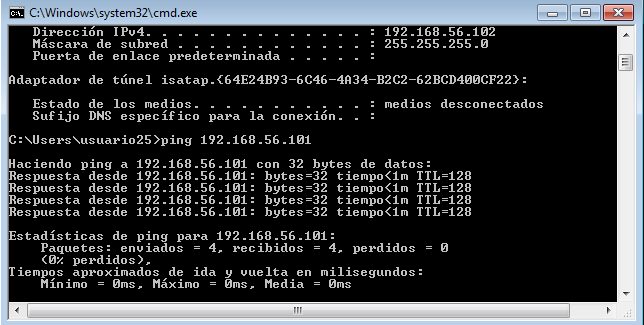 C:\Windows\system32\cmd.exe
Dirección IPv4. . . . . . . . . . . . . . : 192.168.56.102
Máscara de subred . . . . . . . . . . . . : 255.255.255.0
Puerta de enlace predeterminada . . . . . :
Adaptador de túnel isatap.{64E24B93-6C46-4A34-B2C2-62BCD400CF22}:
Estado de los medios. . . . . . . . . . . : medios desconectados
Sufijo DNS específico para la conexión. . :
C:\Users\usuario25>ping 192.168.56.101
Haciendo ping a 192.168.56.101 con 32 bytes de datos:
Respuesta desde 192.168.56.101: bytes=32 tiempo<1m TTL=128
Respuesta desde 192.168.56.101: bytes=32 tiempo<1m TTL=128
Respuesta desde 192.168.56.101: bytes=32 tiempo<1m TTL=128
Respuesta desde 192.168.56.101: bytes=32 tiempo<1m TTL=128
Estadísticas de ping para 192.168.56.101:
Paquetes: enviados = 4, recibidos = 4, perdidos = 0
(0% perdidos),
Tiempos aproximados de ida y vuelta en milisegundos:
Mínimo = 0ms, Máximo = 0ms, Media = 0ms